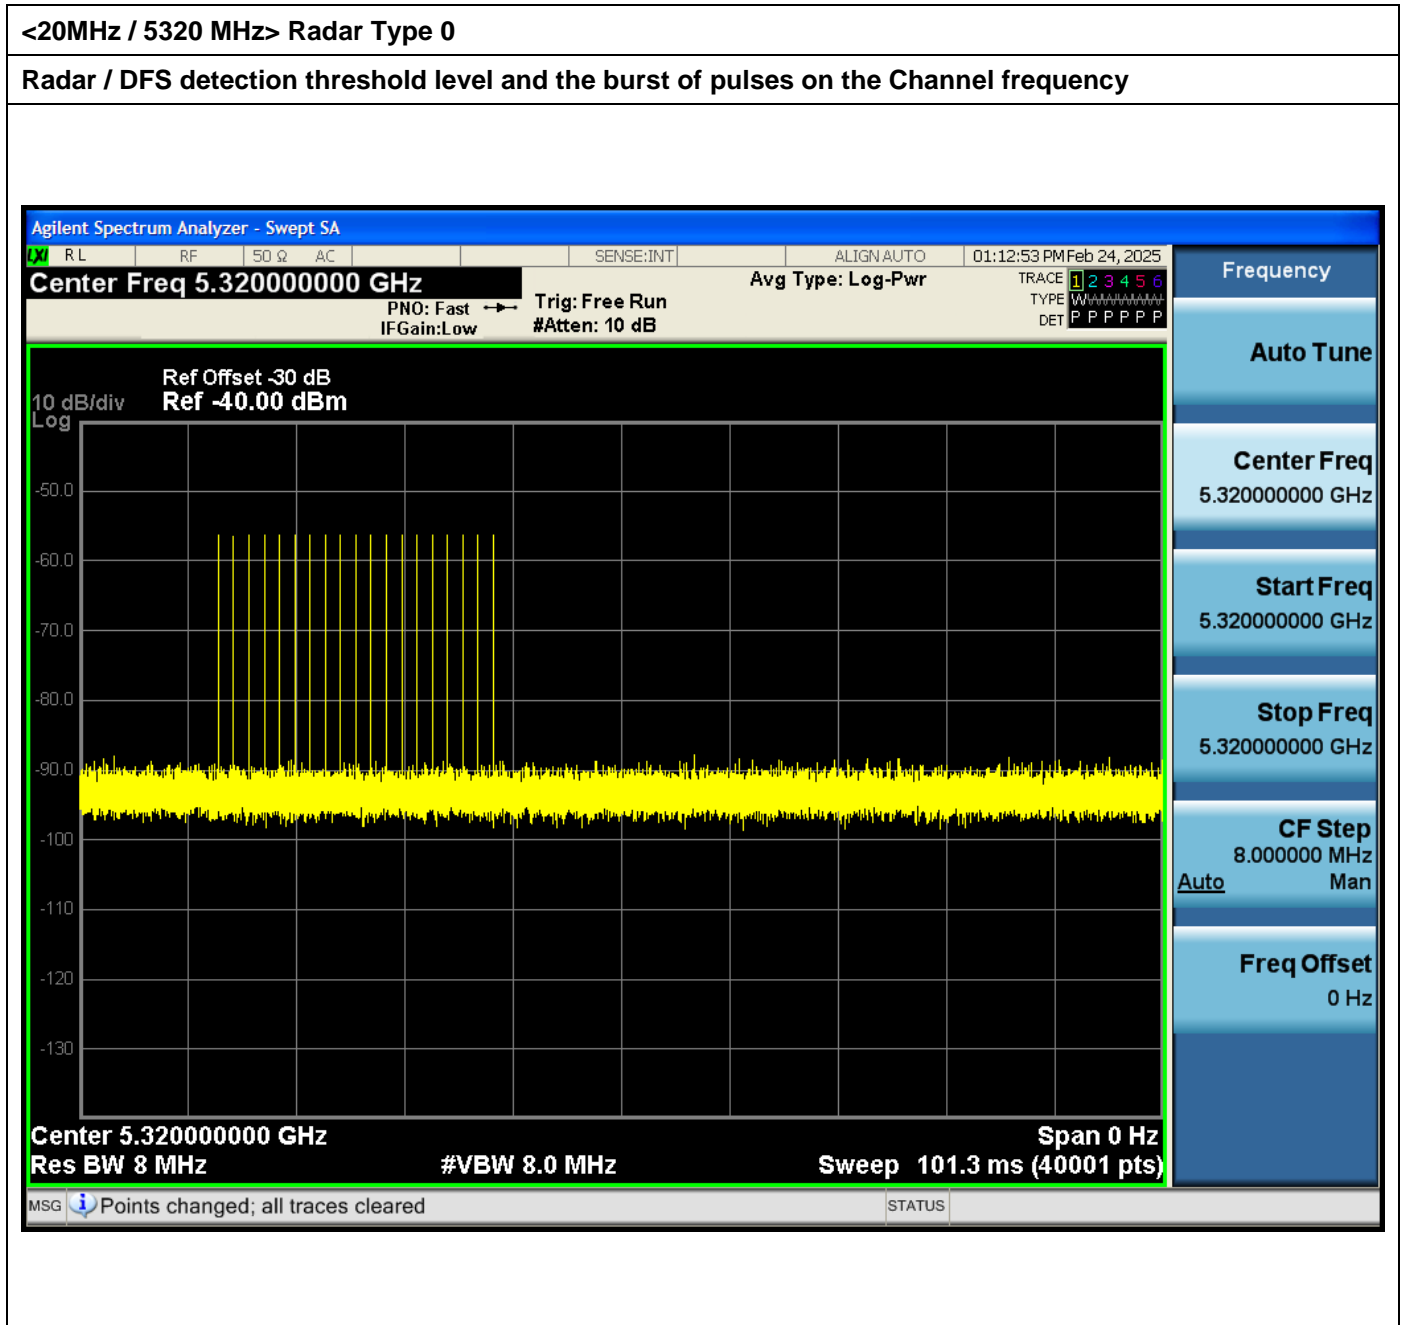 <20MHz / 5320 MHz> Radar Type 0
Radar / DFS detection threshold level and the burst of pulses on the Channel frequency
Agilent Spectrum Analyzer - Swept SA
LXI RL RF 50 Ω AC SENSE:INT ALIGN AUTO 01:12:53 PM Feb 24, 2025
Center Freq 5.320000000 GHz
PNO: Fast
IFGain:Low
Trig: Free Run
#Atten: 10 dB
Avg Type: Log-Pwr
TRACE 1 2 3 4 5 6
TYPE WWWWWW
DET P P P P P P
Ref Offset -30 dB
10 dB/div Ref -40.00 dBm
Log
-50.0
-60.0
-70.0
-80.0
-90.0
-100
-110
-120
-130
Center 5.320000000 GHz Span 0 Hz
Res BW 8 MHz #VBW 8.0 MHz Sweep 101.3 ms (40001 pts)
MSG Points changed; all traces cleared STATUS
Frequency
Auto Tune
Center Freq
5.320000000 GHz
Start Freq
5.320000000 GHz
Stop Freq
5.320000000 GHz
CF Step
8.000000 MHz
Auto Man
Freq Offset
0 Hz